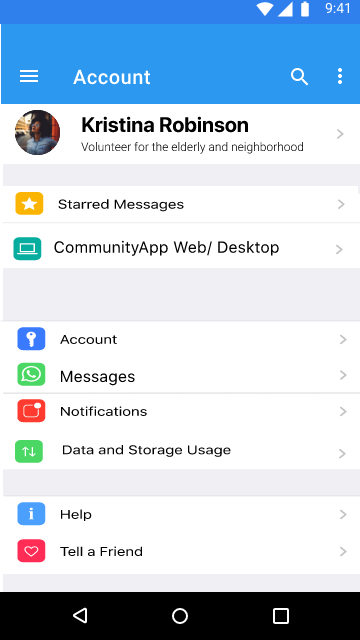 9:41
Account
Kristina Robinson
Volunteer for the elderly and neighborhood
Starred Messages
CommunityApp Web/ Desktop
Account
Messages
Notifications
Data and Storage Usage
Help
Tell a Friend